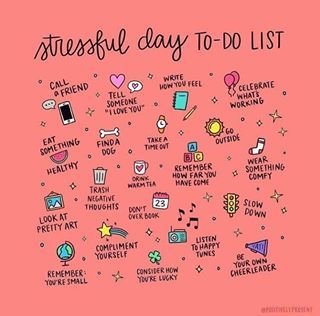 stressful day TO-DO LIST
CALL
A FRIEND
TELL
SOMEONE
"I LOVE YOU"
WRITE
HOW YOU FEEL
CELEBRATE
WHAT'S
WORKING
EAT
SOMETHING
HEALTHY
FIND A
DOG
TAKE A
TIME OUT
A B
C
REMEMBER
HOW FAR YOU
HAVE COME
GO
OUTSIDE
WEAR
SOMETHING
COMFY
LOOK AT
PRETTY ART
TRASH
NEGATIVE
THOUGHTS
DRINK
WARM TEA
23
DON'T
OVER BOOK
SLOW
DOWN
REMEMBER:
YOU'RE SMALL
COMPLIMENT
YOURSELF
CONSIDER HOW
YOU'RE LUCKY
LISTEN
TO HAPPY
TUNES
BE
YOUR OWN
CHEERLEADER
@POSITIVELYPRESENT